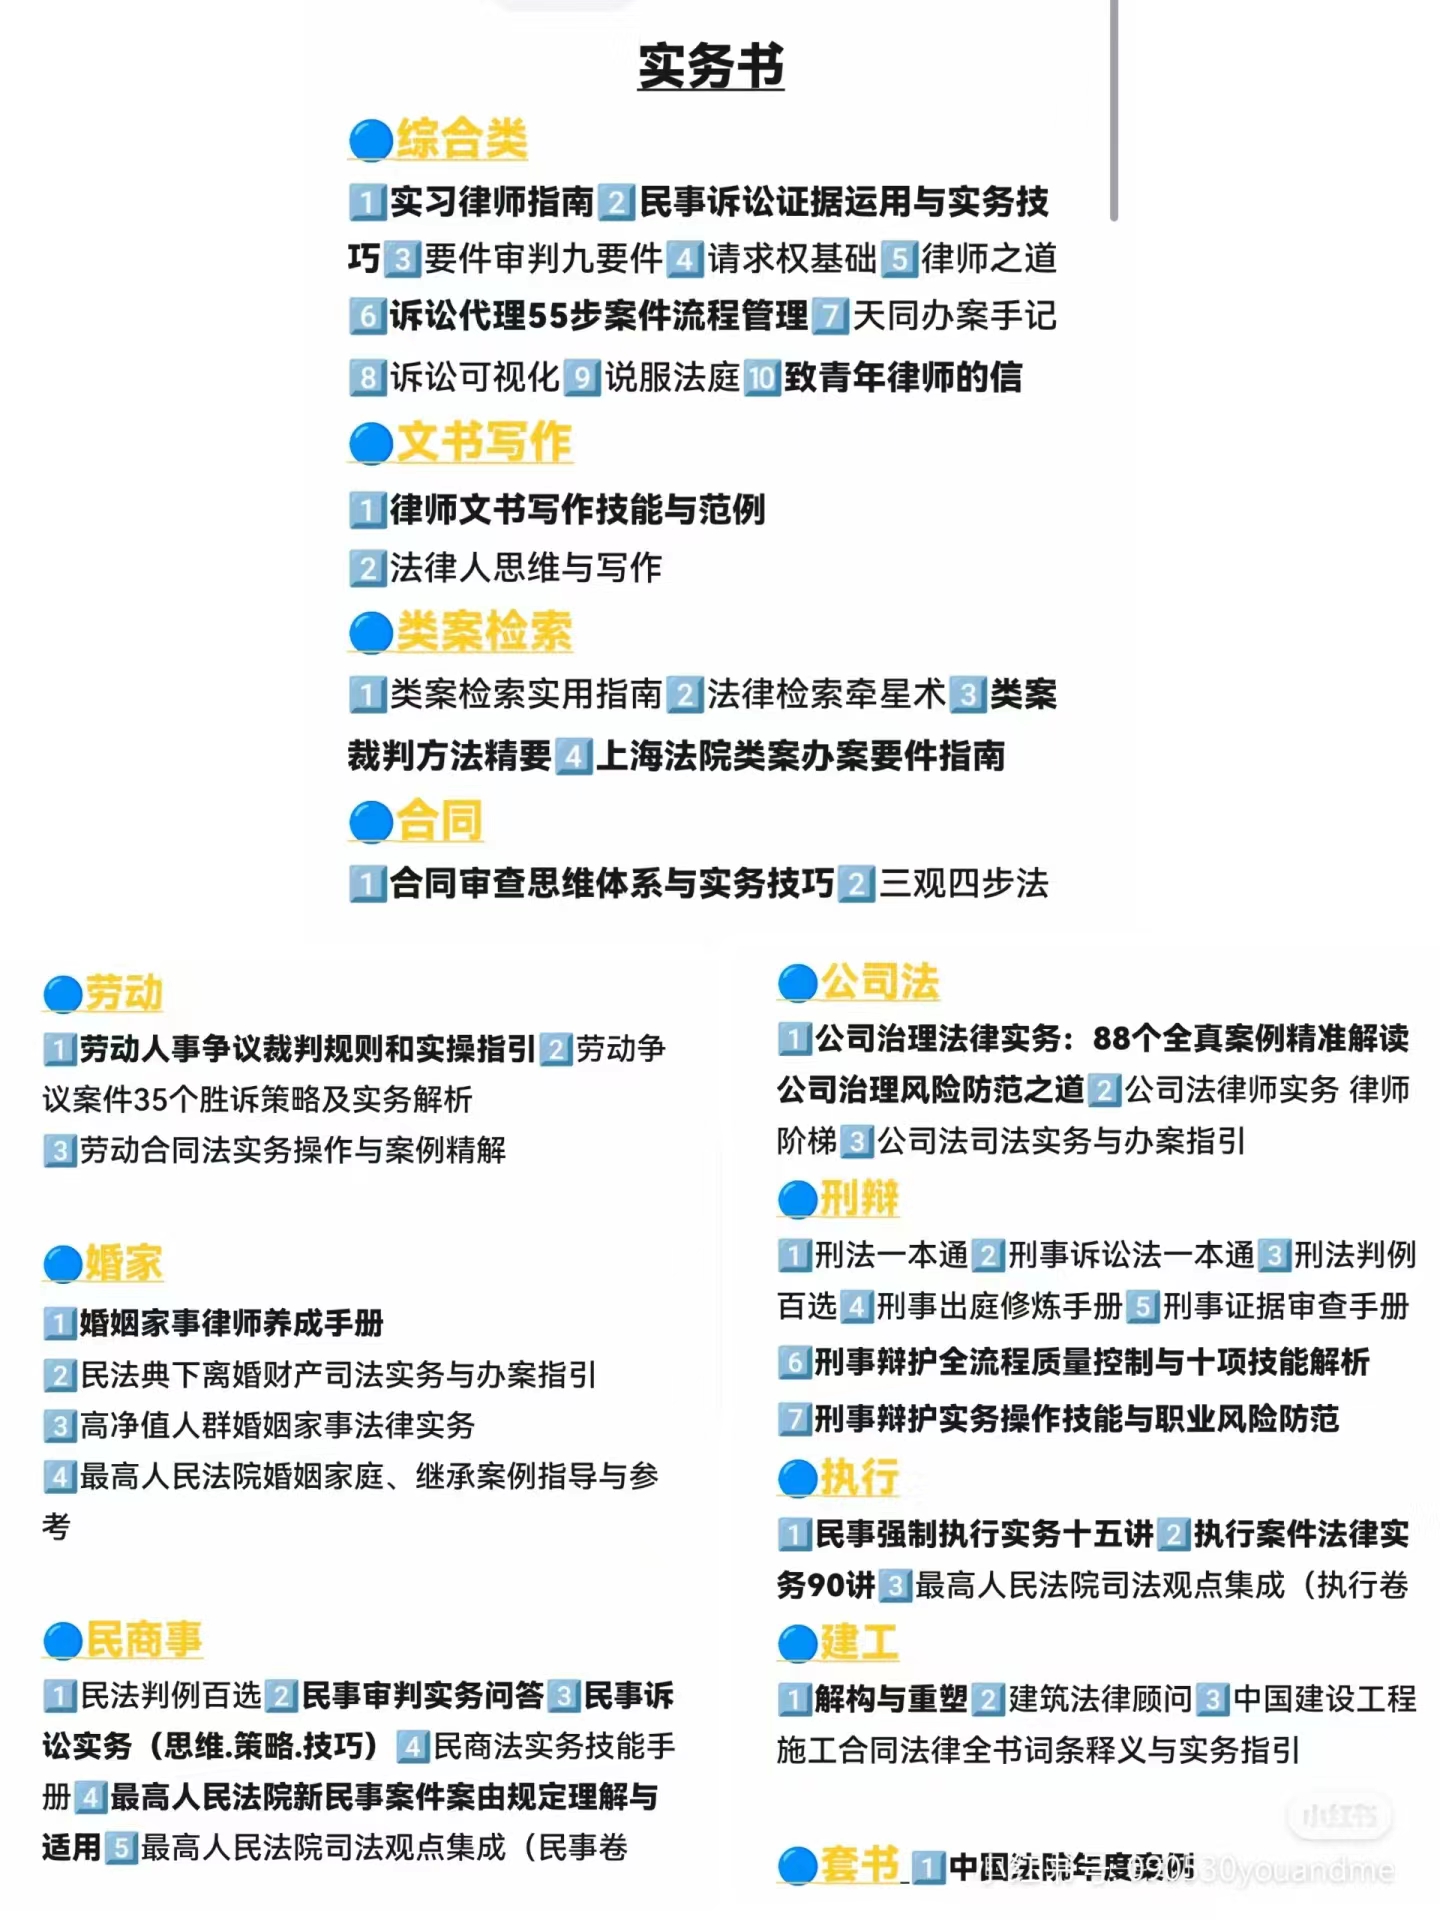 实务书
🔵综合类
1️⃣实习律师指南2️⃣民事诉讼证据运用与实务技
巧3️⃣要件审判九要件4️⃣请求权基础5️⃣律师之道
6️⃣诉讼代理55步案件流程管理7️⃣天同办案手记
8️⃣诉讼可视化9️⃣说服法庭🔟致青年律师的信
🔵文书写作
1️⃣律师文书写作技能与范例
2️⃣法律人思维与写作
🔵类案检索
1️⃣类案检索实用指南2️⃣法律检索牵星术3️⃣类案
裁判方法精要4️⃣上海法院类案办案要件指南
🔵合同
1️⃣合同审查思维体系与实务技巧2️⃣三观四步法
🔵劳动
1️⃣劳动人事争议裁判规则和实操指引2️⃣劳动争
议案件35个胜诉策略及实务解析
3️⃣劳动合同法实务操作与案例精解
🔵婚家
1️⃣婚姻家事律师养成手册
2️⃣民法典下离婚财产司法实务与办案指引
3️⃣高净值人群婚姻家事法律实务
4️⃣最高人民法院婚姻家庭、继承案例指导与参
考
🔵民商事
1️⃣民法判例百选2️⃣民事审判实务问答3️⃣民事诉
讼实务（思维.策略.技巧）4️⃣民商法实务技能手
册4️⃣最高人民法院新民事案件案由规定理解与
适用5️⃣最高人民法院司法观点集成（民事卷
🔵公司法
1️⃣公司治理法律实务：88个全真案例精准解读
公司治理风险防范之道2️⃣公司法律师实务 律师
阶梯3️⃣公司法司法实务与办案指引
🔵刑辩
1️⃣刑法一本通2️⃣刑事诉讼法一本通3️⃣刑法判例
百选4️⃣刑事出庭修炼手册5️⃣刑事证据审查手册
6️⃣刑事辩护全流程质量控制与十项技能解析
7️⃣刑事辩护实务操作技能与职业风险防范
🔵执行
1️⃣民事强制执行实务十五讲2️⃣执行案件法律实
务90讲3️⃣最高人民法院司法观点集成（执行卷
🔵建工
1️⃣解构与重塑2️⃣建筑法律顾问3️⃣中国建设工程
施工合同法律全书词条释义与实务指引
🔵套书 1️⃣中国法院年度案例
小红书